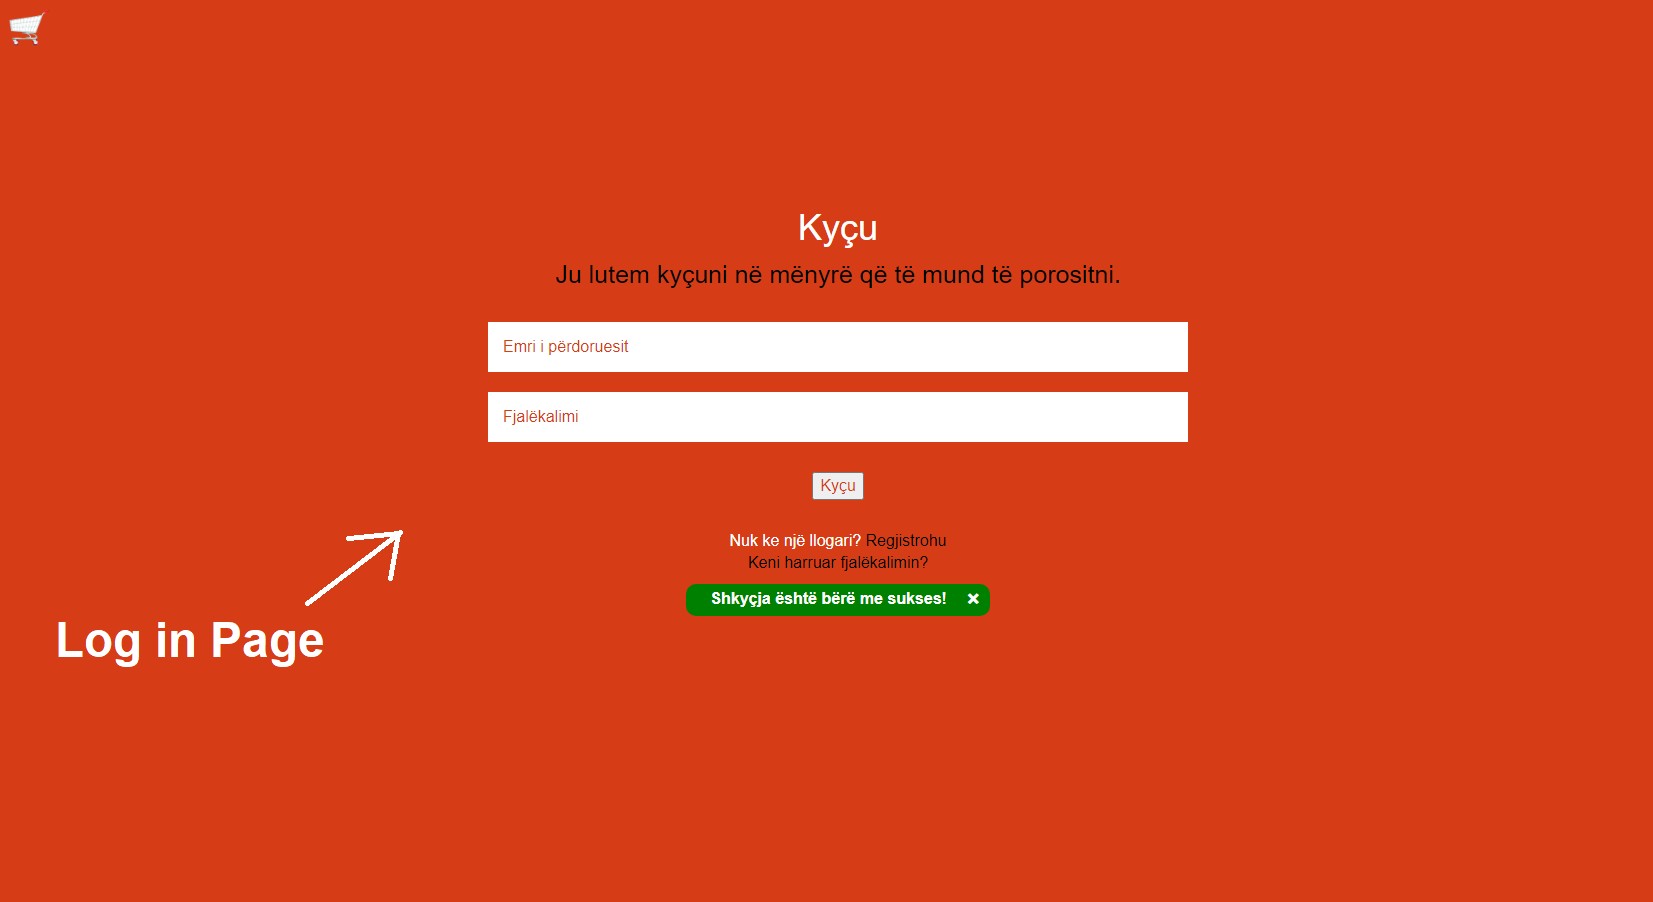 Kyçu
Ju lutem kyçuni në mënyrë që të mund të porositni.
Emri i përdoruesit
Fjalëkalimi
Kyçu
Nuk ke një llogari? Regjistrohu
Keni harruar fjalëkalimin?
Shkyçja është bërë me sukses! ×
Log in Page